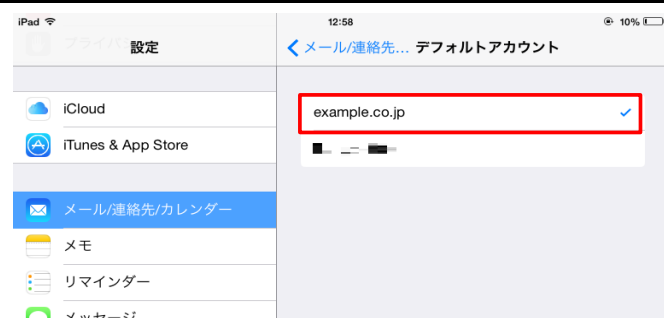 iPad 12:58 10%
プライバシー
設定
メール/連絡先... デフォルトアカウント
iCloud
iTunes & App Store
メール/連絡先/カレンダー
メモ
リマインダー
メッセージ
example.co.jp